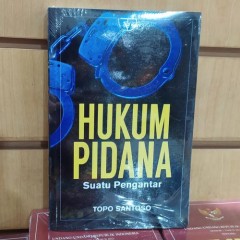 HUKUM
PIDANA
Suatu Pengantar
TOPO SANTOSO